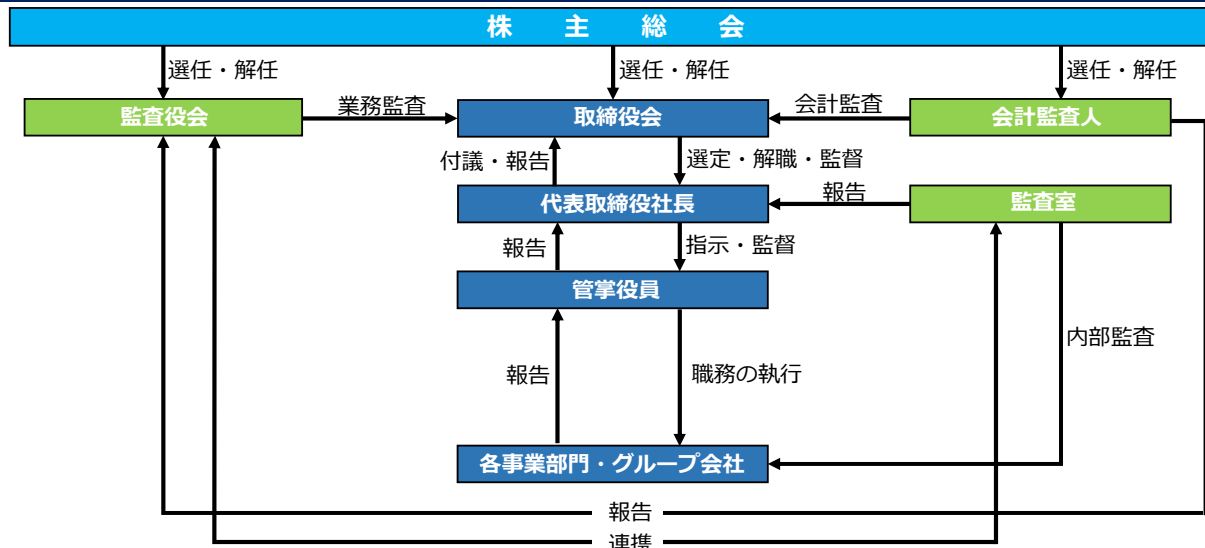 株主総会
選任・解任
選任・解任
選任・解任
監査役会
業務監査
取締役会
会計監査
会計監査人
付議・報告
選定・解職・監督
代表取締役社長
報告
監査室
報告
指示・監督
管掌役員
報告
職務の執行
内部監査
各事業部門・グループ会社
報告
連携